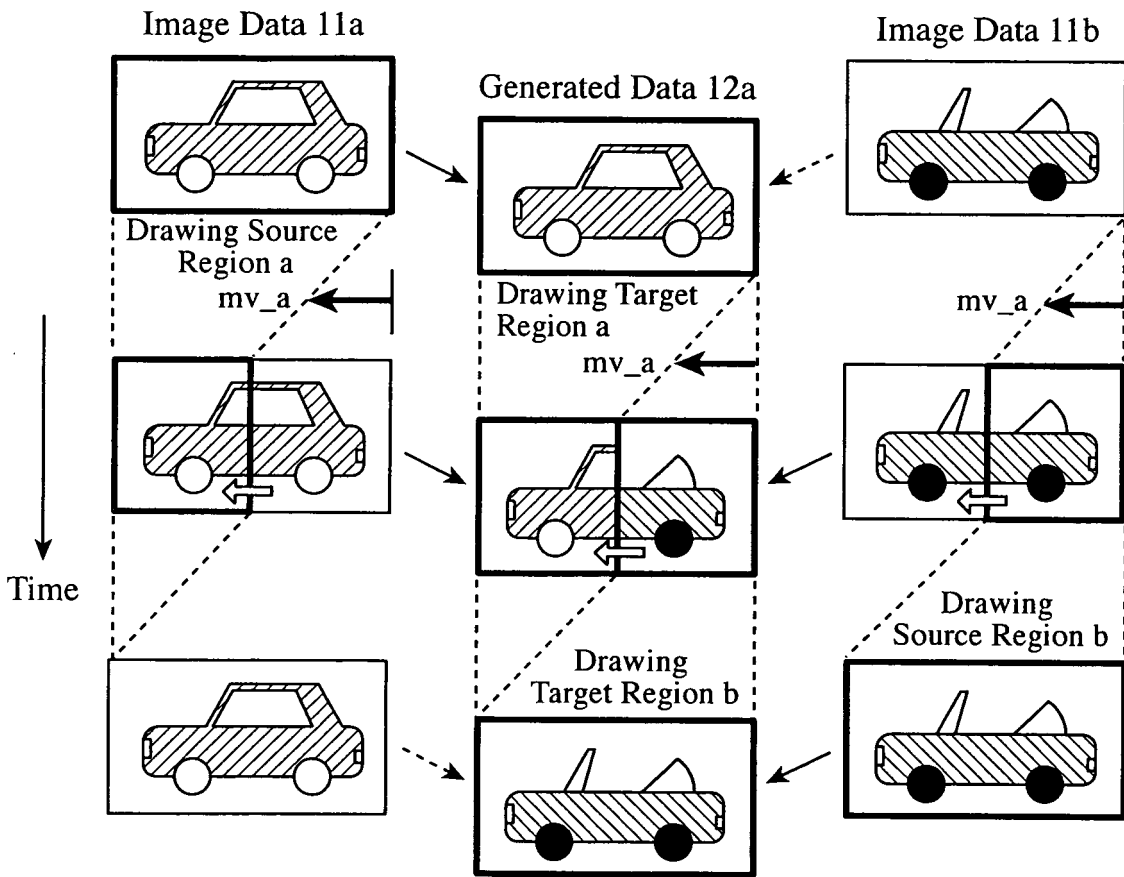 Image Data 11a
Image Data 11b
Generated Data 12a
Drawing Source
Region a
mv_a
Drawing Target
Region a
mv_a
mv_a
Time
Drawing
Target Region b
Drawing
Source Region b